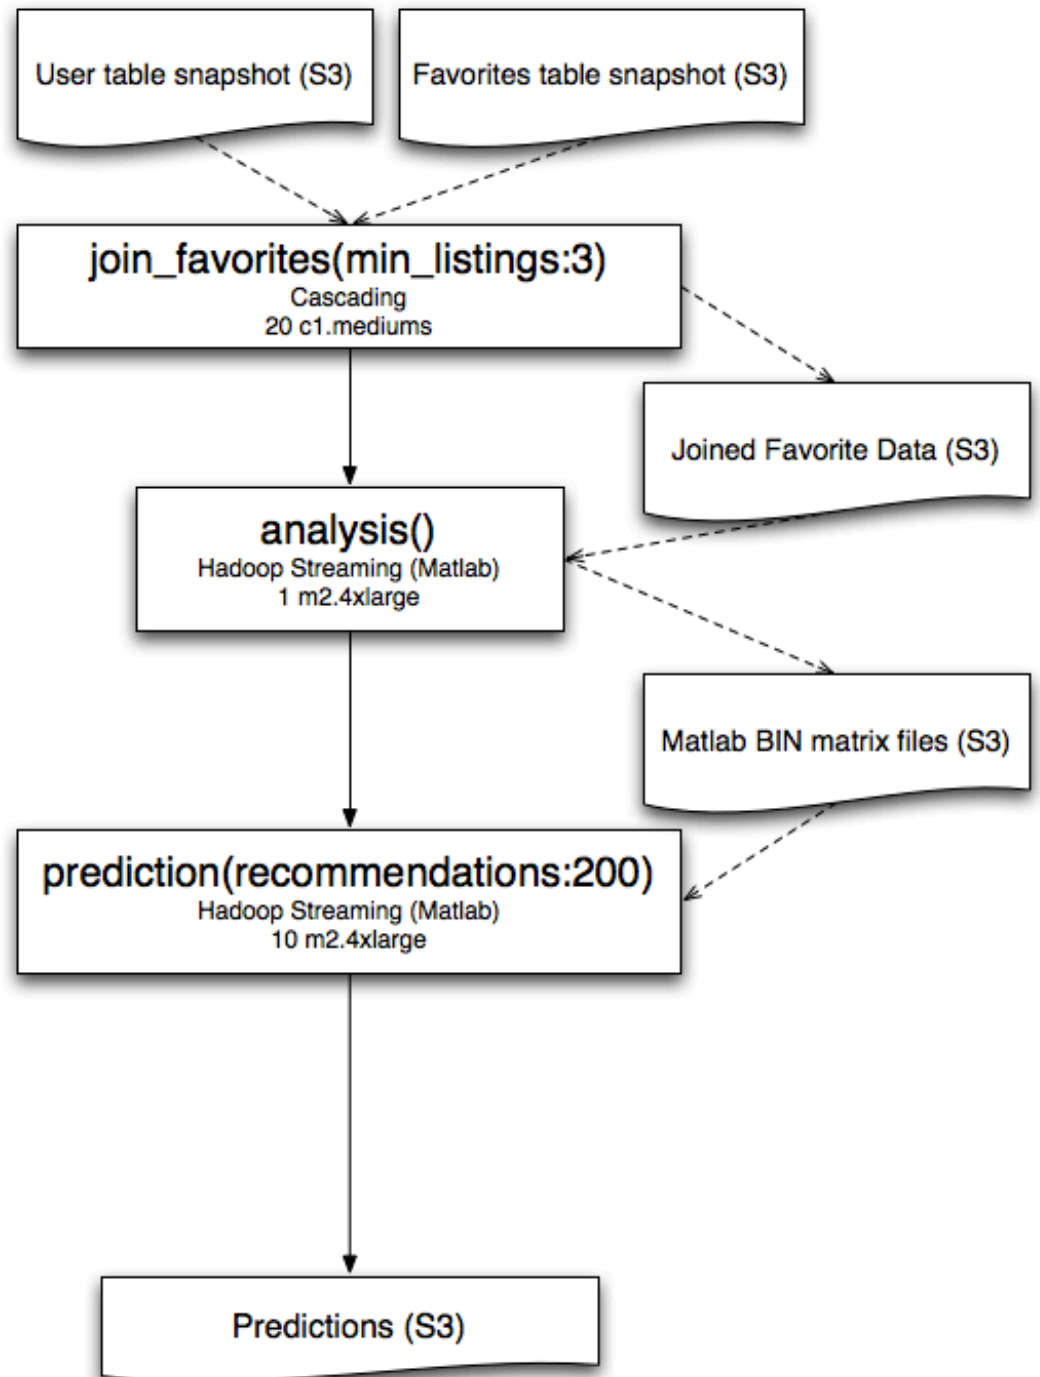 User table snapshot (S3)
Favorites table snapshot (S3)
join_favorites(min_listings:3)
Cascading
20 c1.mediums
Joined Favorite Data (S3)
analysis()
Hadoop Streaming (Matlab)
1 m2.4xlarge
Matlab BIN matrix files (S3)
prediction(recommendations:200)
Hadoop Streaming (Matlab)
10 m2.4xlarge
Predictions (S3)